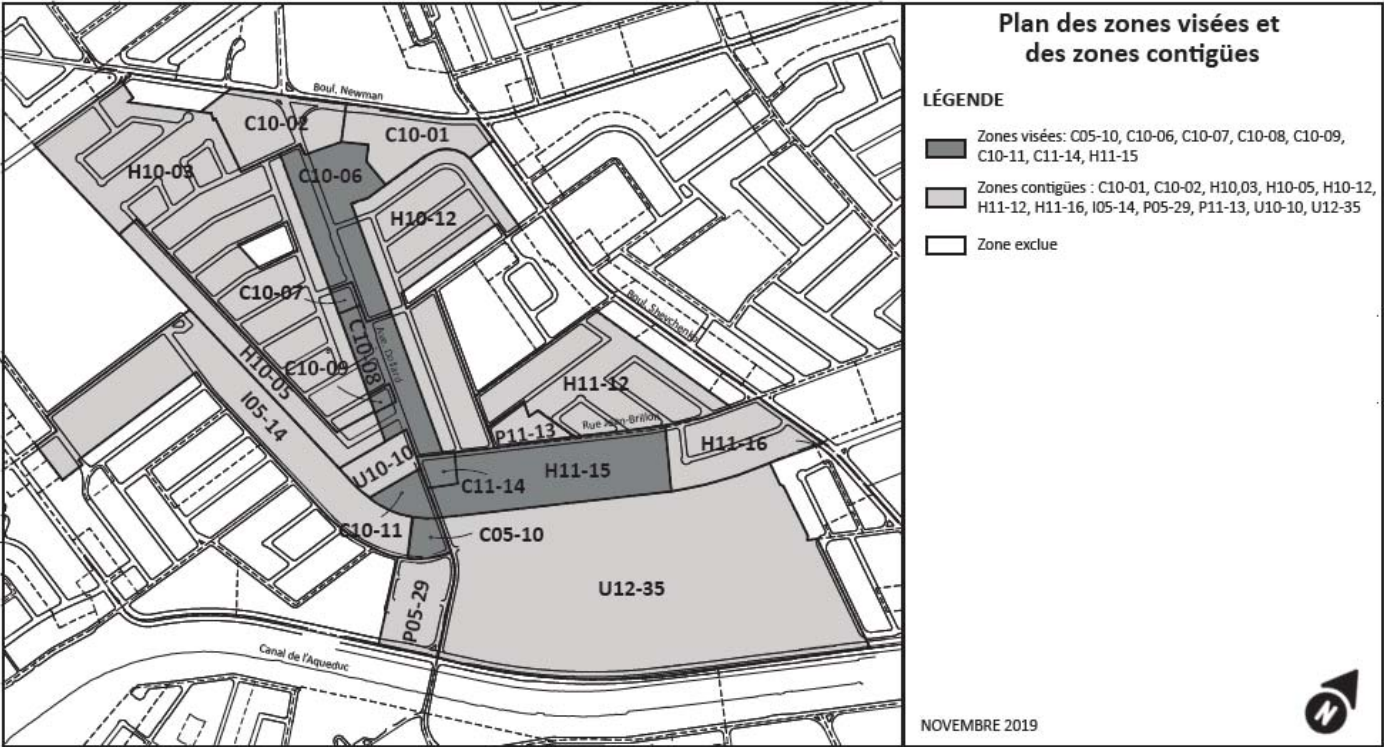 Plan des zones visées et
des zones contigües
LÉGENDE
Zones visées: C05-10, C10-06, C10-07, C10-08, C10-09,
C10-11, C11-14, H11-15
Zones contigües : C10-01, C10-02, H10,03, H10-05, H10-12,
H11-12, H11-16, I05-14, P05-29, P11-13, U10-10, U12-35
Zone exclue
NOVEMBRE 2019
N
Boul. Newman
C10-02
C10-01
H10-03
C10-06
H10-12
C10-07
Boul. Shevchenko
C10-08
Ave. Dollard
H10-05
C10-09
H11-12
I05-14
Rue Jean-Brillon
P11-13
H11-16
U10-10
H11-15
C11-14
C10-11
C05-10
U12-35
P05-29
Canal de l'Aqueduc